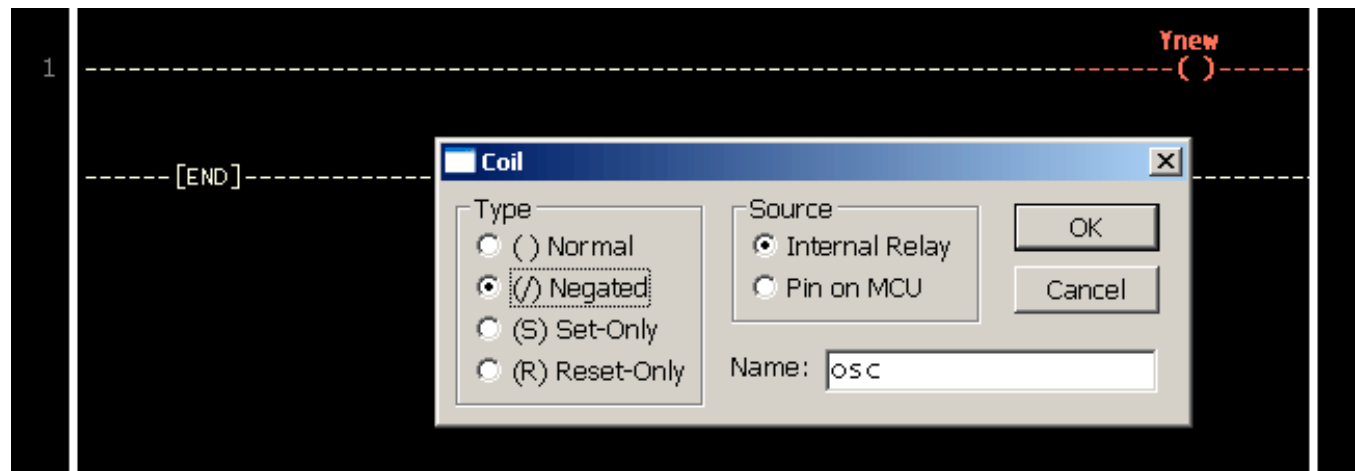 Ynew
1 ------( )------
------[END]------
Coil
Type
( ) Normal
(/) Negated
(S) Set-Only
(R) Reset-Only
Source
Internal Relay
Pin on MCU
Name: osc
OK
Cancel